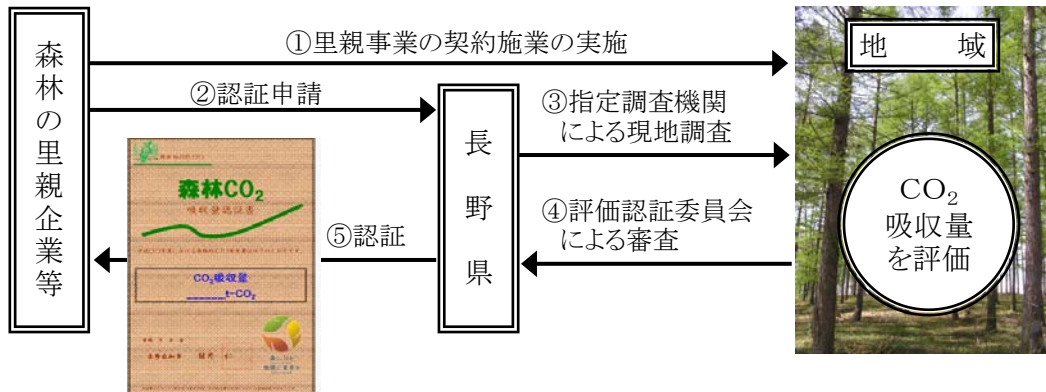 森林の里親企業等
①里親事業の契約施業の実施
②認証申請
長野県
③指定調査機関
による現地調査
④評価認証委員会
による審査
⑤認証
地　域
CO₂
吸収量
を評価
森林CO₂
吸収量認証書
CO₂吸収量
______t-CO₂